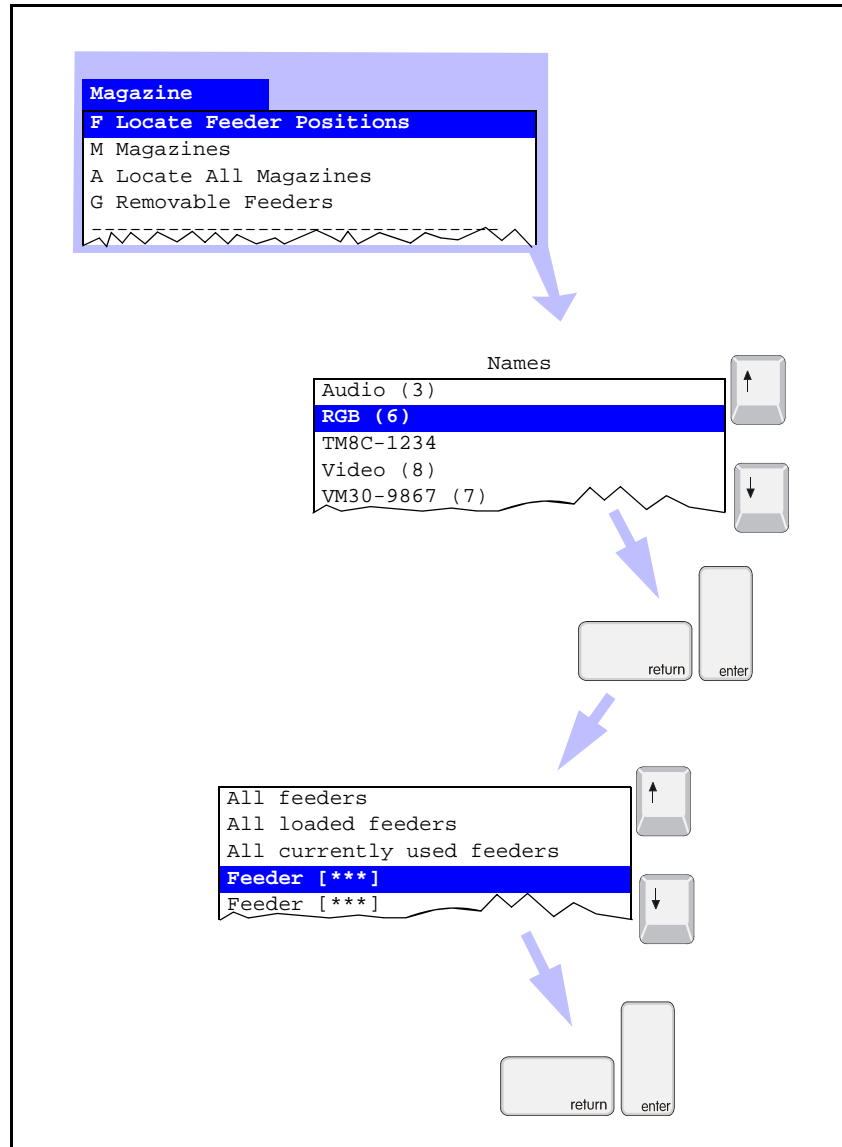 Magazine
F Locate Feeder Positions
M Magazines
A Locate All Magazines
G Removable Feeders
Names
Audio (3)
RGB (6)
TM8C-1234
Video (8)
VM30-9867 (7)
return
enter
All feeders
All loaded feeders
All currently used feeders
Feeder [***]
Feeder [***]
return
enter